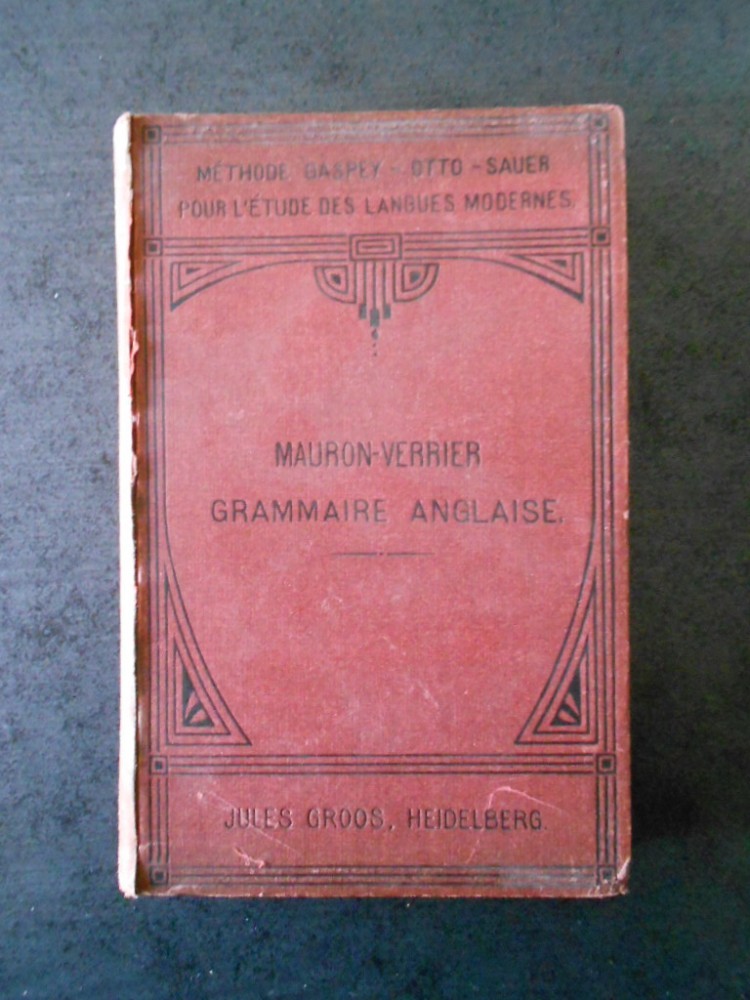 MÉTHODE GASPEY - OTTO - SAUER
POUR L'ÉTUDE DES LANGUES MODERNES.
MAURON-VERRIER
GRAMMAIRE ANGLAISE.
JULES GROOS, HEIDELBERG.